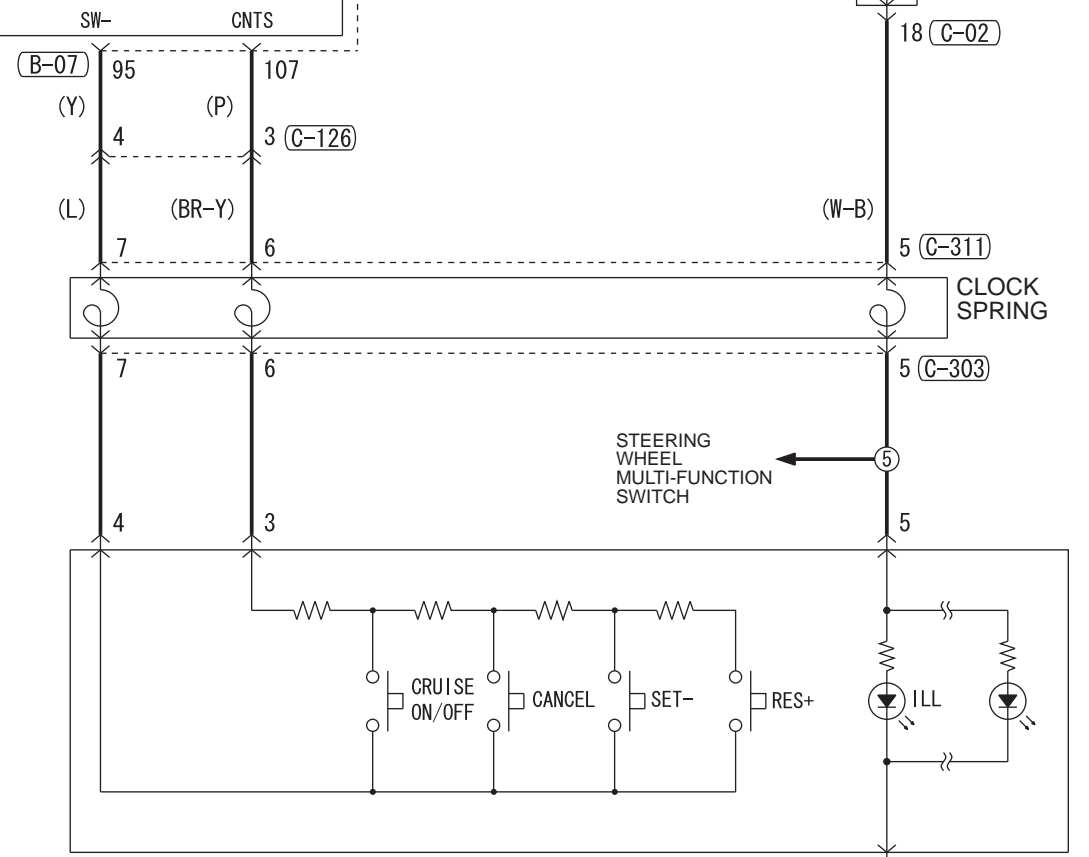 SW- CNTS
18 C-02
B-07 95 107
(Y) (P)
4 3 C-126
(L) (BR-Y) (W-B)
7 6 5 C-311
CLOCK
SPRING
7 6 5 C-303
STEERING
WHEEL
MULTI-FUNCTION
SWITCH
5
4 3 5
CRUISE
ON/OFF
CANCEL
SET-
RES+
ILL